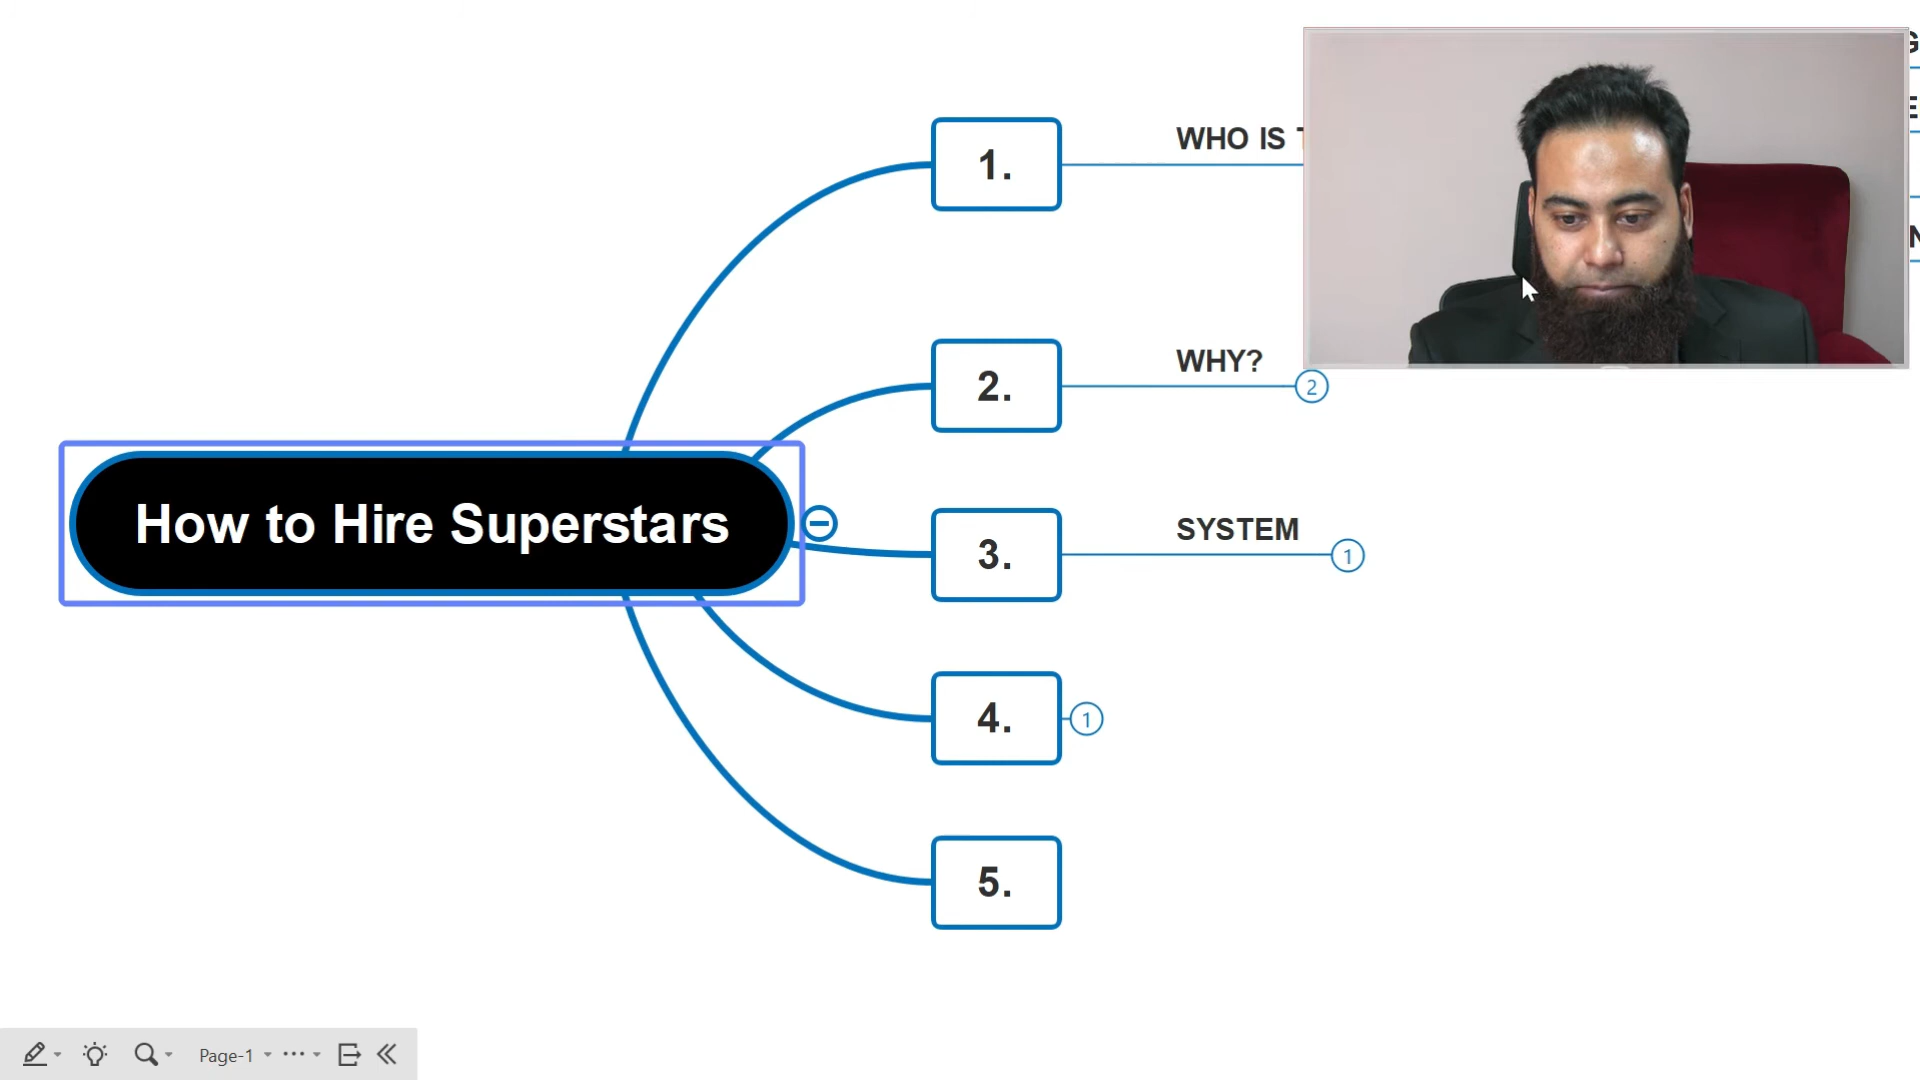 How to Hire Superstars
1.
WHO IS
2.
WHY?
2
3.
SYSTEM
1
4.
1
5.
Page-1